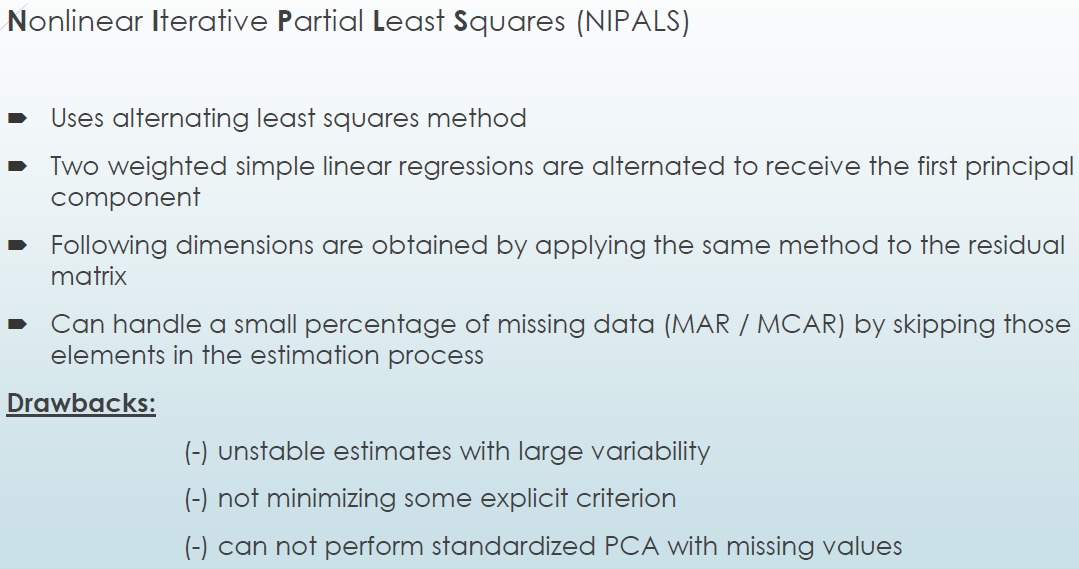 Nonlinear Iterative Partial Least Squares (NIPALS)
Uses alternating least squares method
Two weighted simple linear regressions are alternated to receive the first principal
component
Following dimensions are obtained by applying the same method to the residual
matrix
Can handle a small percentage of missing data (MAR / MCAR) by skipping those
elements in the estimation process
Drawbacks:
(-) unstable estimates with large variability
(-) not minimizing some explicit criterion
(-) can not perform standardized PCA with missing values